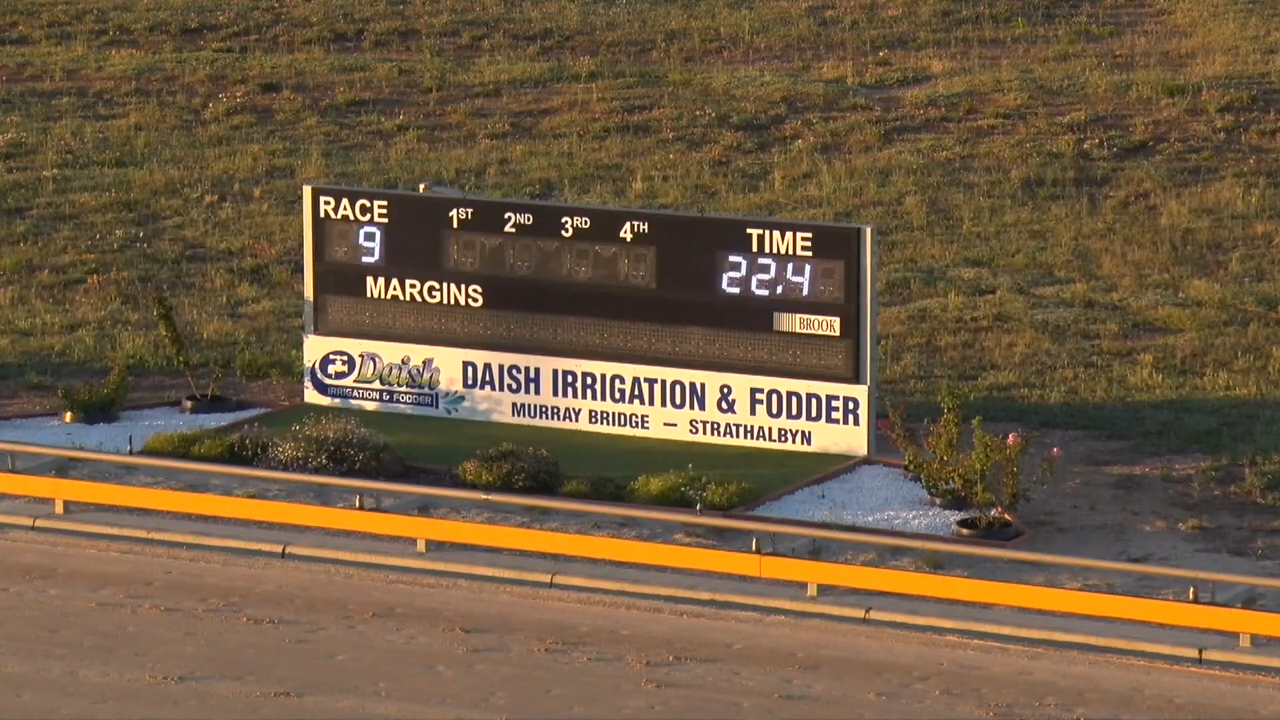 RACE 1ST 2ND 3RD 4TH TIME
9 22.4
MARGINS
BROOK
Daish
IRRIGATION & FODDER
DAISH IRRIGATION & FODDER
MURRAY BRIDGE – STRATHALBYN